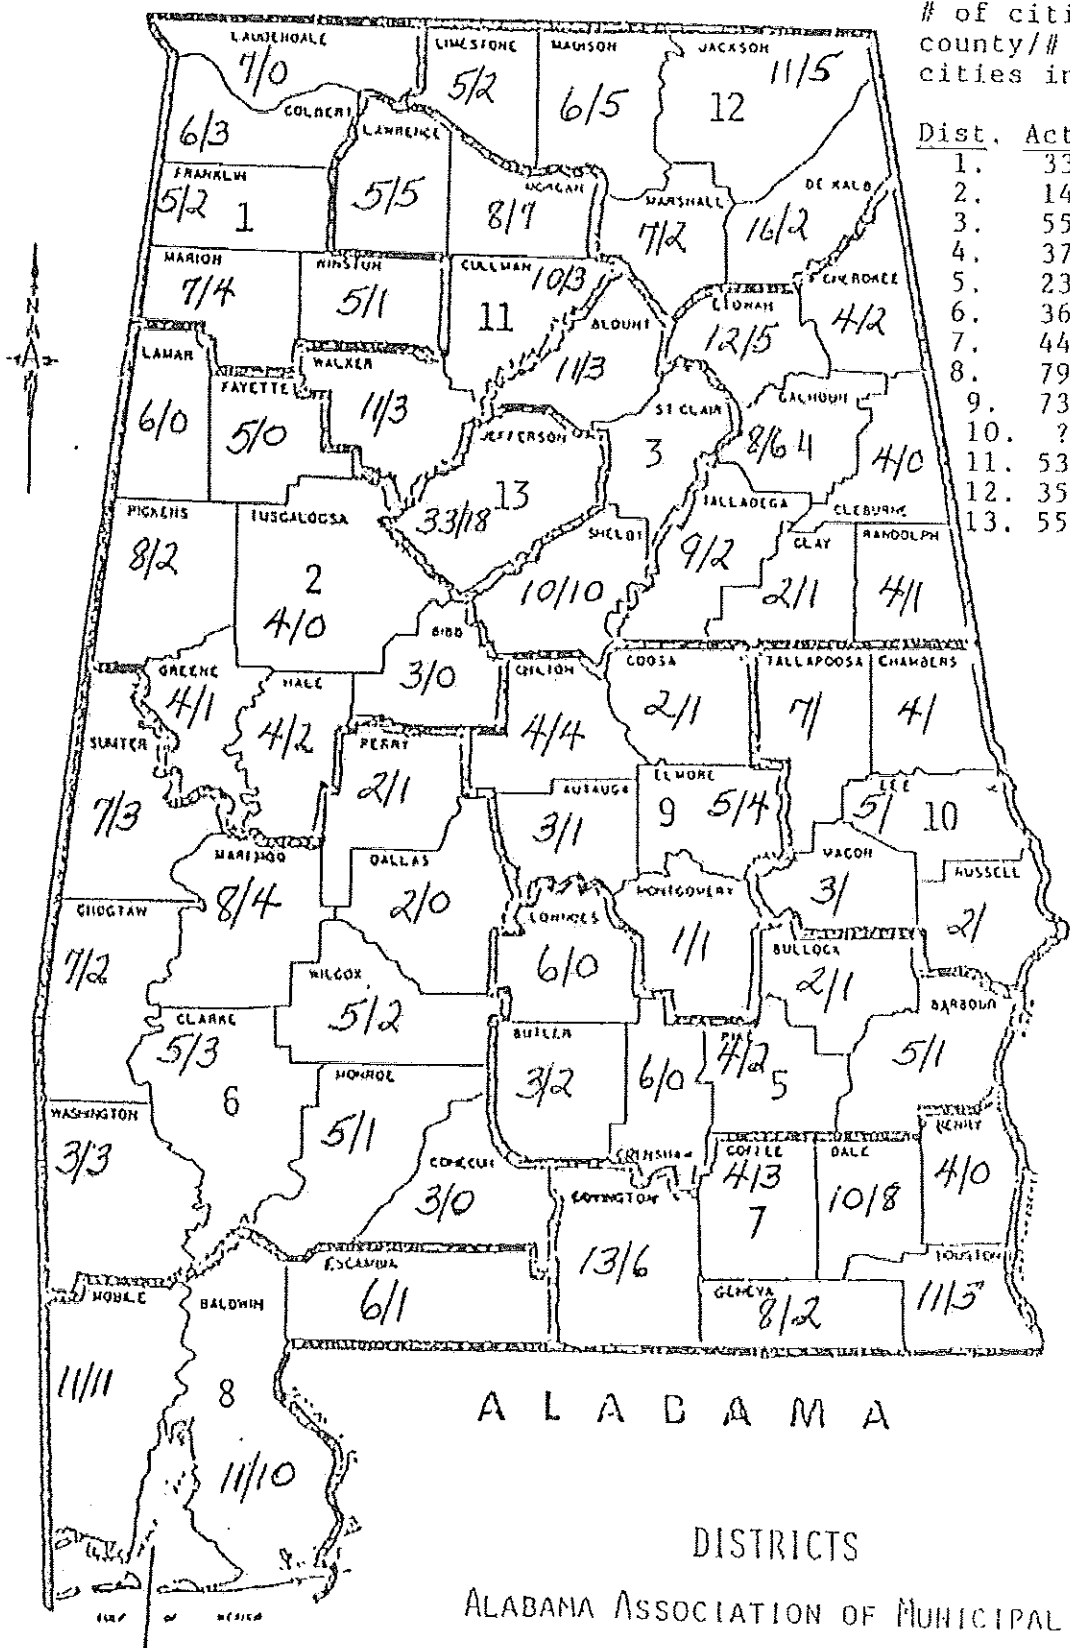 # of citi
county/#
cities in
Dist. Act
1. 33
2. 14
3. 55
4. 37
5. 23
6. 36
7. 44
8. 79
9. 73
10. ?
11. 53
12. 35
13. 55
LAUDERDALE
7/0
LIMESTONE
5/2
MADISON
6/5
JACKSON
11/5
12
COLBERT
6/3
LAWRENCE
5/5
FRANKLIN
5/2
1
MORGAN
8/7
MARSHALL
7/2
DE KALB
16/2
MARION
7/4
WINSTON
5/1
CULLMAN
10/3
11
BLOUNT
11/3
ETOWAH
12/5
CHEROKEE
4/2
LAMAR
6/0
FAYETTE
5/0
WALKER
11/3
JEFFERSON
13
33/18
ST CLAIR
3
CALHOUN
8/6 4
CLEBURNE
4/0
PICKENS
8/2
TUSCALOOSA
2
4/0
SHELBY
10/10
TALLADEGA
9/2
CLAY
2/1
RANDOLPH
4/1
BIBB
3/0
GREENE
4/1
HALE
4/2
SUMTER
7/3
PERRY
2/1
CHILTON
4/4
COOSA
2/1
TALLAPOOSA
7/
CHAMBERS
4/
AUTAUGA
3/1
ELMORE
9 5/4
LEE
5/ 10
MARENGO
8/4
DALLAS
2/0
MACON
3/
RUSSELL
2/
CHOCTAW
7/2
LOWNDES
6/0
MONTGOMERY
1/1
BULLOCK
2/1
WILCOX
5/2
CLARKE
5/3
6
BUTLER
3/2
CRENSHAW
6/0
PIKE
4/2
5
BARBOUR
5/1
WASHINGTON
3/3
MONROE
5/1
CONECUH
3/0
COVINGTON
13/6
COFFEE
4/3
7
DALE
10/8
HENRY
4/0
HOUSTON
11/5
GENEVA
8/2
ESCAMBIA
6/1
MOBILE
11/11
BALDWIN
8
11/10
N
GULF OF MEXICO
ALABAMA
DISTRICTS
ALABAMA ASSOCIATION OF MUNICIPAL